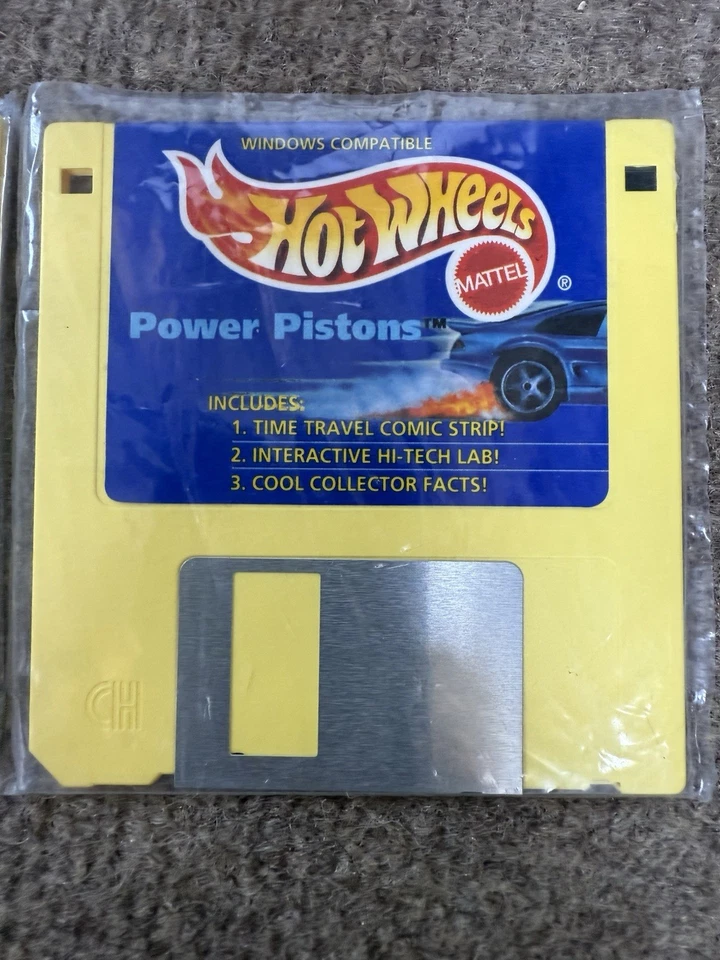 WINDOWS COMPATIBLE
HOT WHEELS
MATTEL
®
Power Pistons™
INCLUDES:
1. TIME TRAVEL COMIC STRIP!
2. INTERACTIVE HI-TECH LAB!
3. COOL COLLECTOR FACTS!
HD